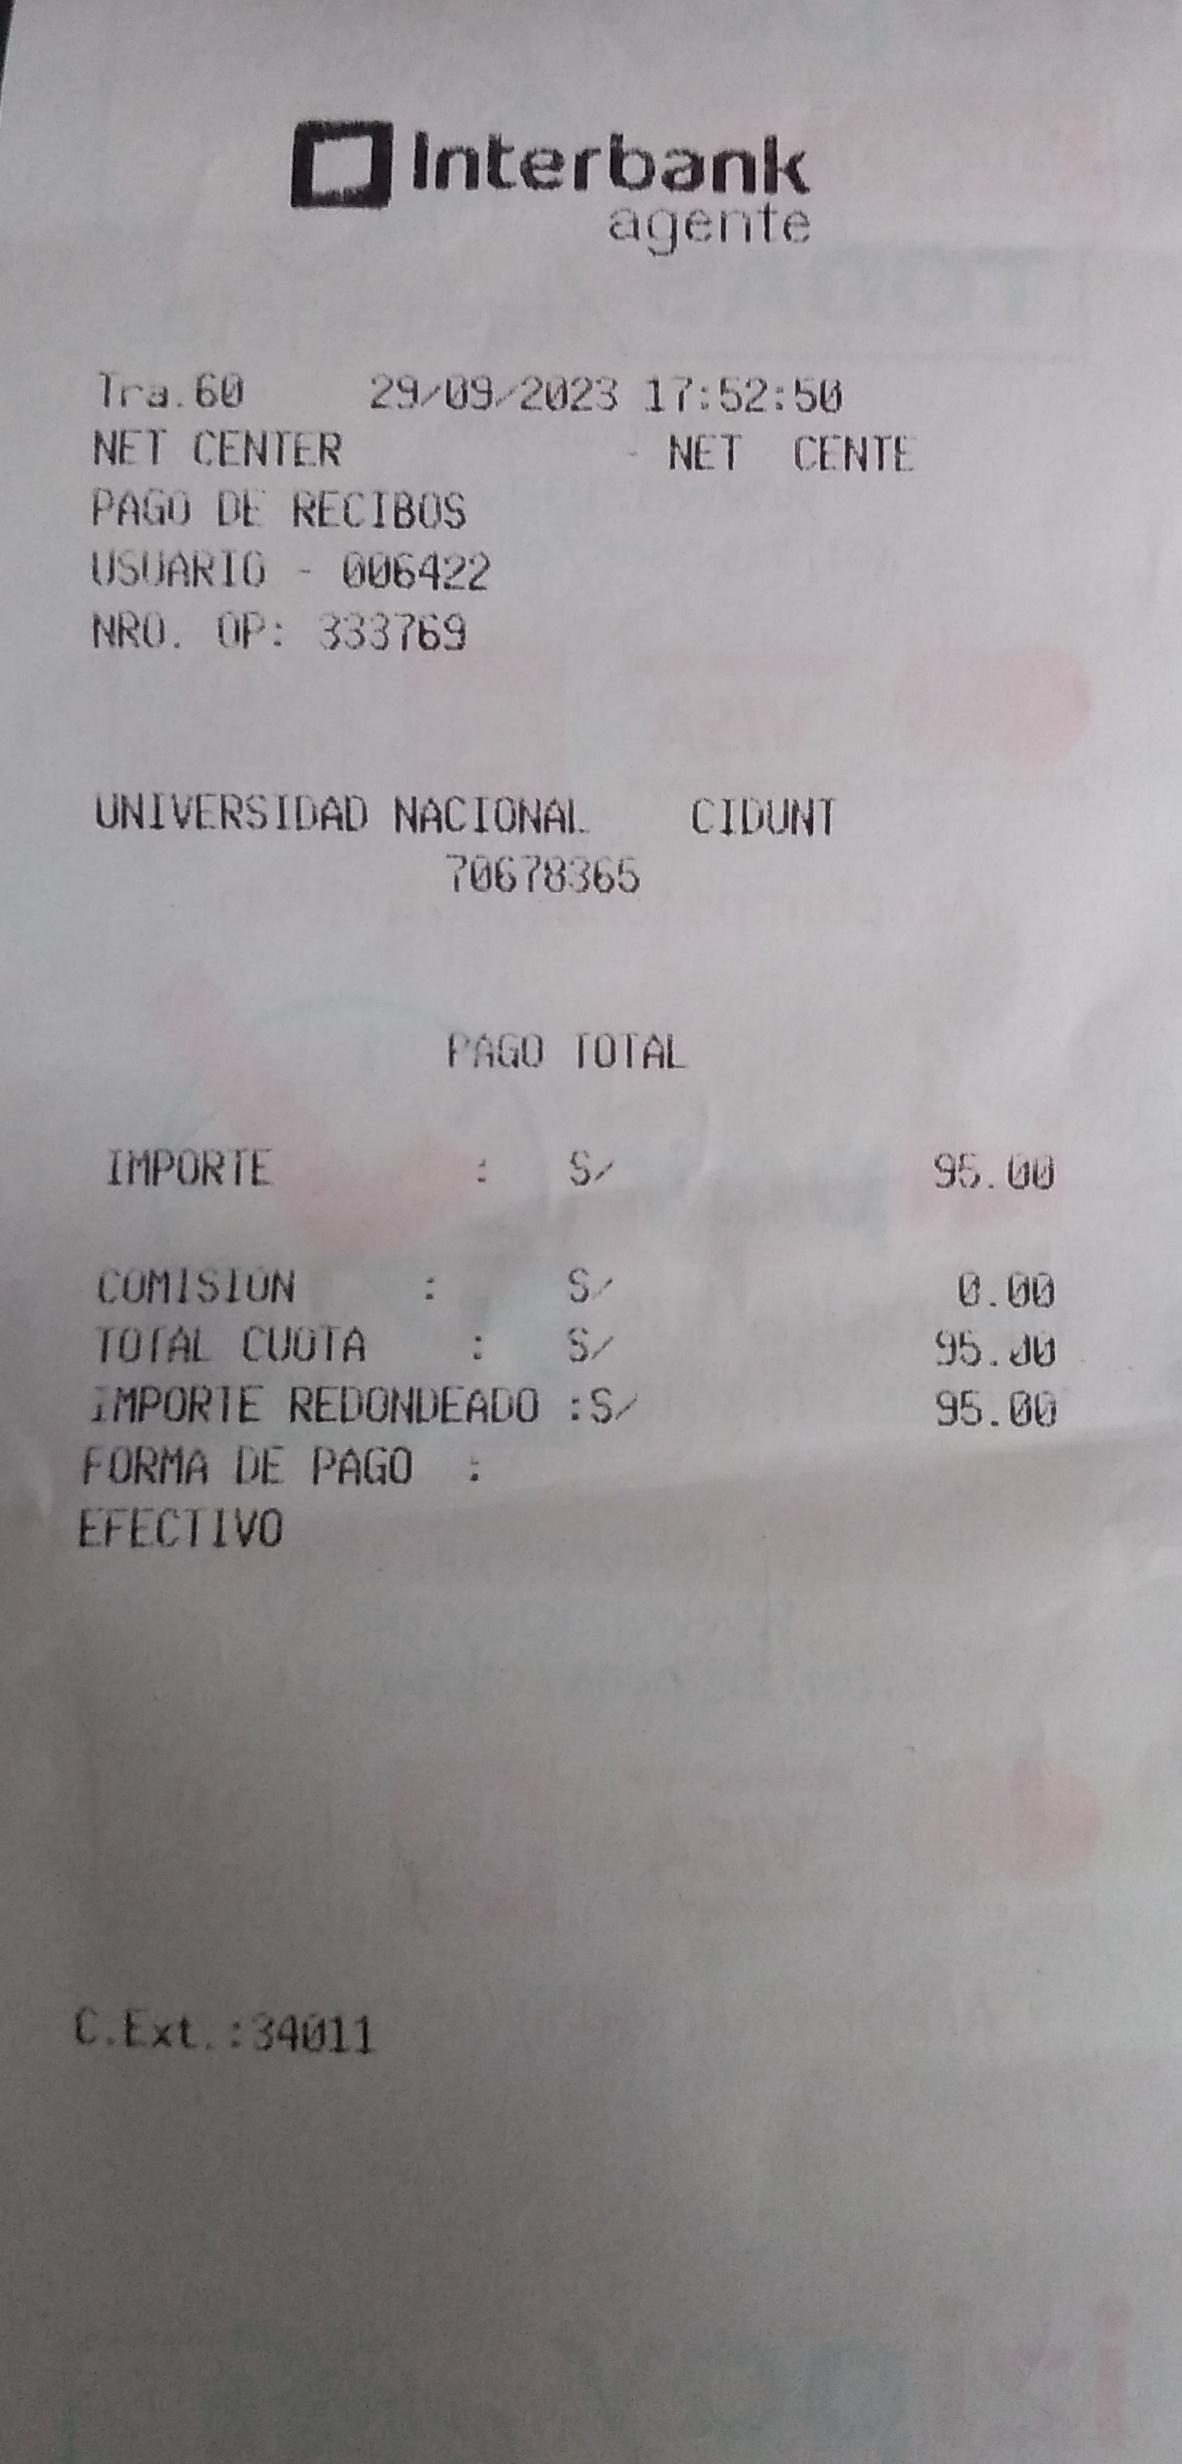 Interbank
agente
Tra.60 29/09/2023 17:52:50
NET CENTER - NET CENTE
PAGO DE RECIBOS
USUARIO - 006422
NRO. OP: 333769
UNIVERSIDAD NACIONAL CIDUNT
70678365
PAGO TOTAL
IMPORTE : S/ 95.00
COMISION : S/ 0.00
TOTAL CUOTA : S/ 95.00
IMPORTE REDONDEADO :S/ 95.00
FORMA DE PAGO :
EFECTIVO
C.Ext.:34011